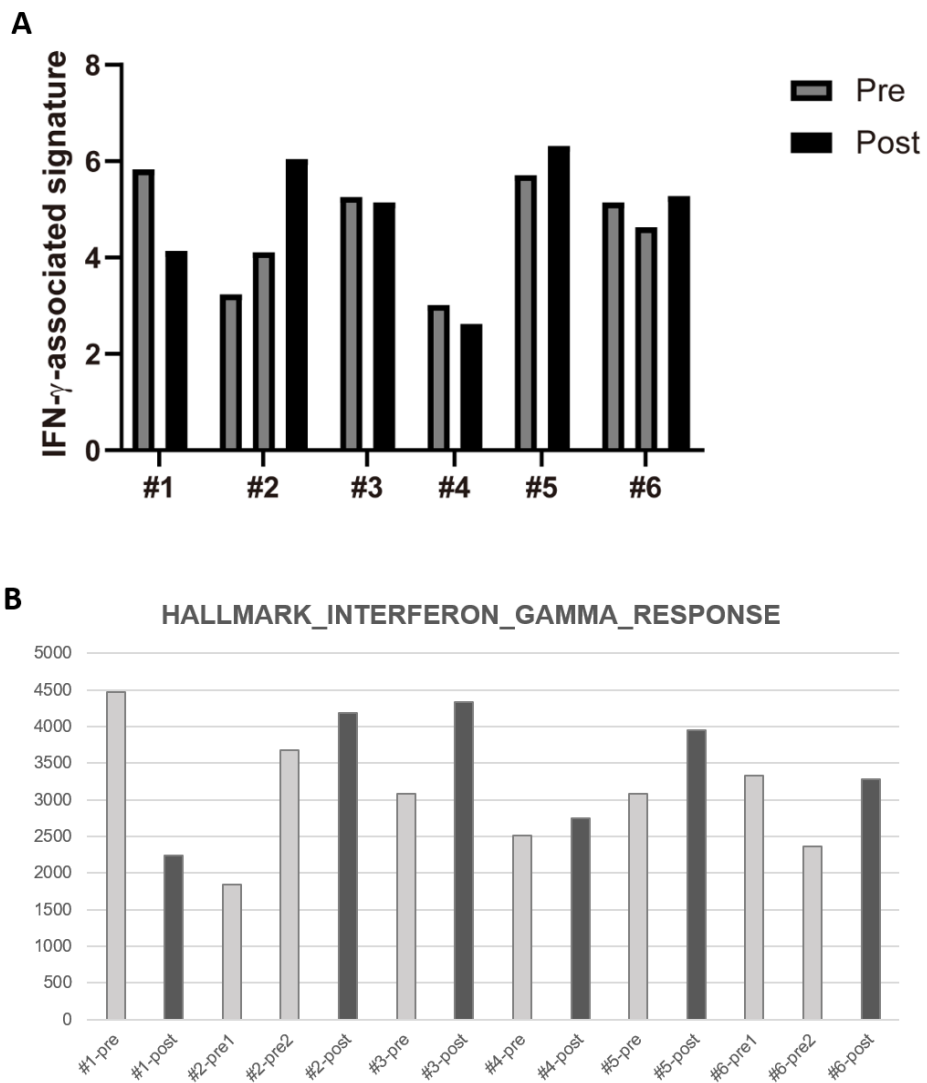 A
IFN-γ-associated signature
8
6
4
2
0
#1 #2 #3 #4 #5 #6
Pre
Post
B
HALLMARK_INTERFERON_GAMMA_RESPONSE
5000
4500
4000
3500
3000
2500
2000
1500
1000
500
0
#1-pre #1-post #2-pre1 #2-pre2 #2-post #3-pre #3-post #4-pre #4-post #5-pre #5-post #6-pre1 #6-pre2 #6-post